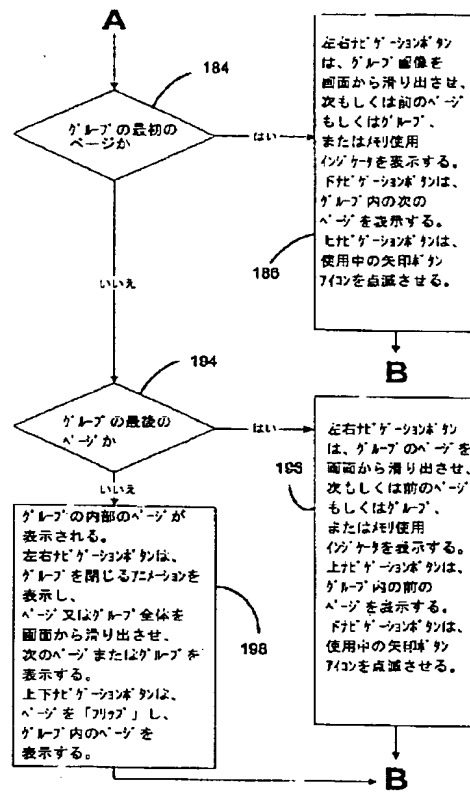 A
184
グループの最初の
ページか
はい
左右ナビゲーションボタン
は、グループ画像を
画面から滑り出させ、
次もしくは前のページ
もしくはグループ、
またはメモリ使用
インジケータを表示する。
下ナビゲーションボタンは、
グループ内の次の
ページを表示する。
上ナビゲーションボタンは、
使用中の矢印ボタン
アイコンを点滅させる。
186
いいえ
B
194
グループの最後の
ページか
はい
左右ナビゲーションボタン
は、グループのページを
画面から滑り出させ、
次もしくは前のページ
もしくはグループ、
またはメモリ使用
インジケータを表示する。
上ナビゲーションボタンは、
グループ内の前の
ページを表示する。
下ナビゲーションボタンは、
使用中の矢印ボタン
アイコンを点滅させる。
いいえ
グループの内部のページが
表示される。
左右ナビゲーションボタンは、
グループを閉じるアニメーションを
表示し、
ページ又はグループ全体を
画面から滑り出させ、
次のページまたはグループを
表示する。
上下ナビゲーションボタンは、
ページを「フリップ」し、
グループ内のページを
表示する。
198
B